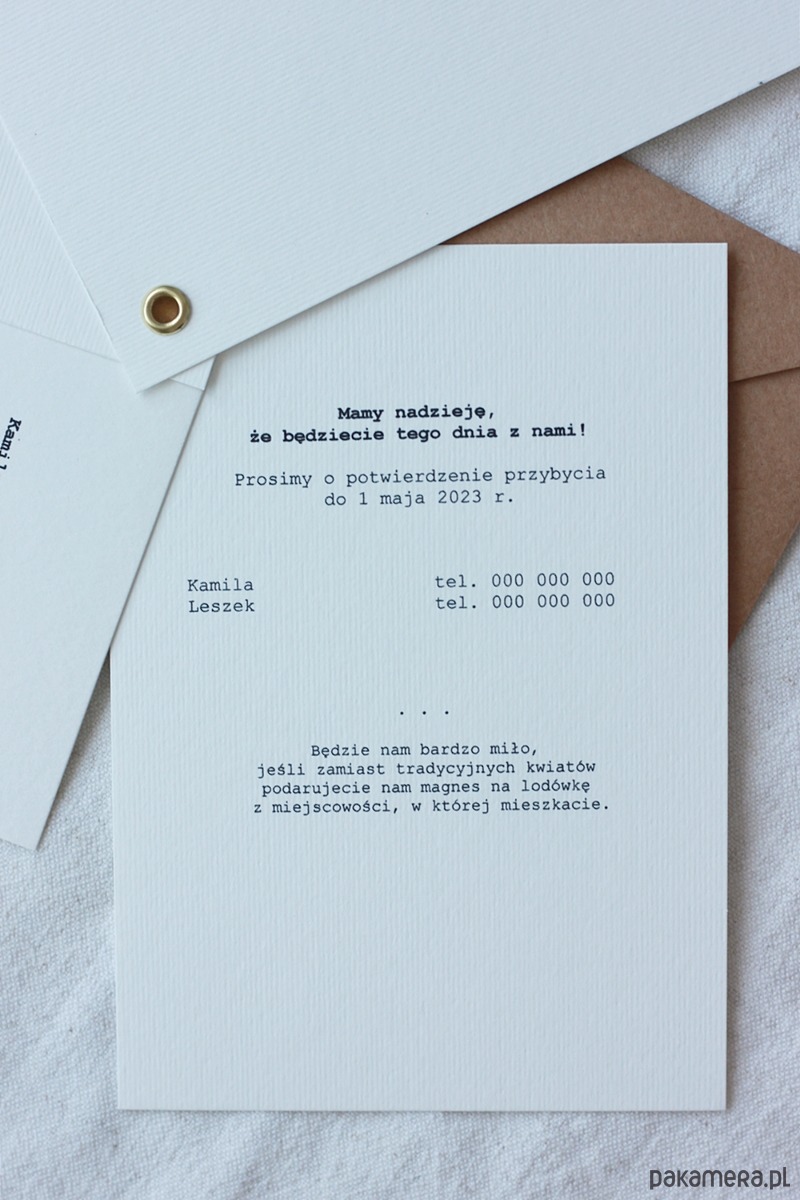 Mamy nadzieję,
że będziecie tego dnia z nami!
Prosimy o potwierdzenie przybycia
do 1 maja 2023 r.
Kamila tel. 000 000 000
Leszek tel. 000 000 000
. . .
Będzie nam bardzo miło,
jeśli zamiast tradycyjnych kwiatów
podarujecie nam magnes na lodówkę
z miejscowości, w której mieszkacie.
pakamera.pl